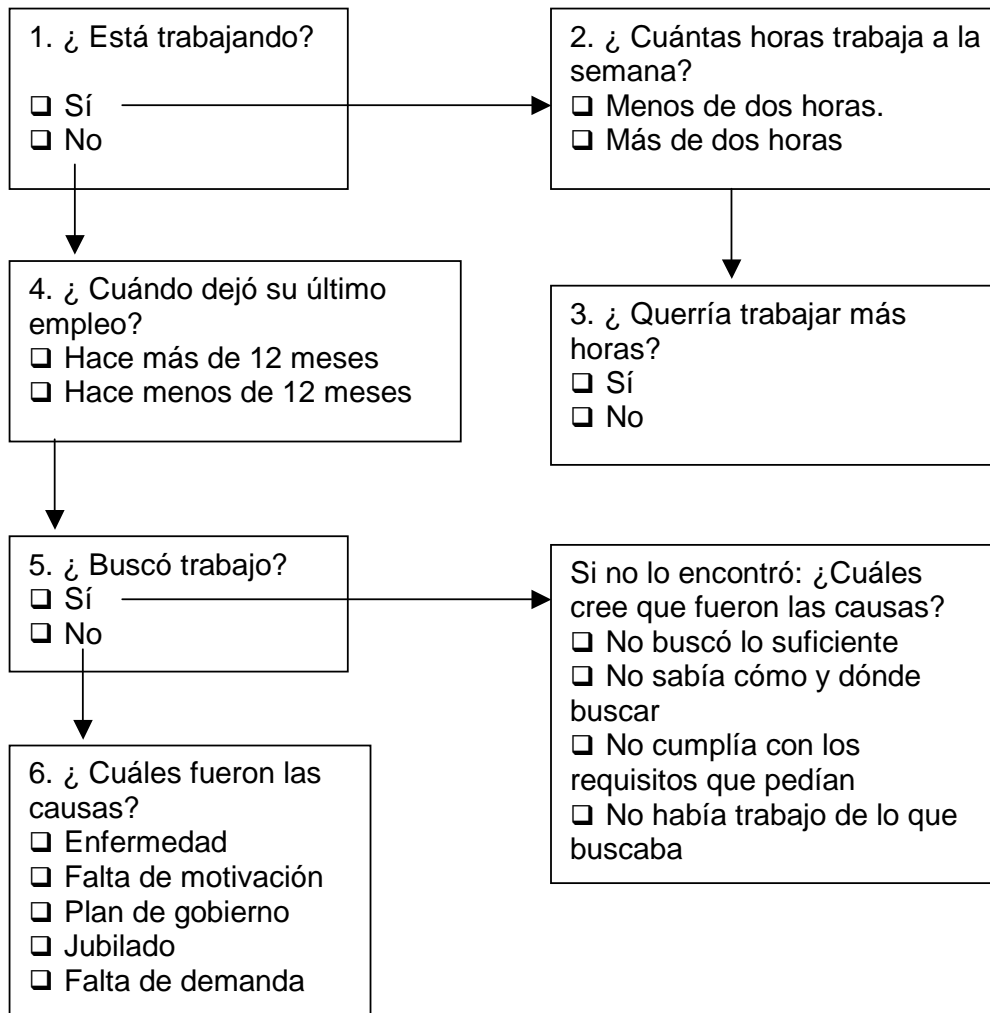 1. ¿ Está trabajando?
❑ Sí
❑ No
2. ¿ Cuántas horas trabaja a la
semana?
❑ Menos de dos horas.
❑ Más de dos horas
4. ¿ Cuándo dejó su último
empleo?
❑ Hace más de 12 meses
❑ Hace menos de 12 meses
3. ¿ Querría trabajar más
horas?
❑ Sí
❑ No
5. ¿ Buscó trabajo?
❑ Sí
❑ No
Si no lo encontró: ¿Cuáles
cree que fueron las causas?
❑ No buscó lo suficiente
❑ No sabía cómo y dónde
buscar
❑ No cumplía con los
requisitos que pedían
❑ No había trabajo de lo que
buscaba
6. ¿ Cuáles fueron las
causas?
❑ Enfermedad
❑ Falta de motivación
❑ Plan de gobierno
❑ Jubilado
❑ Falta de demanda